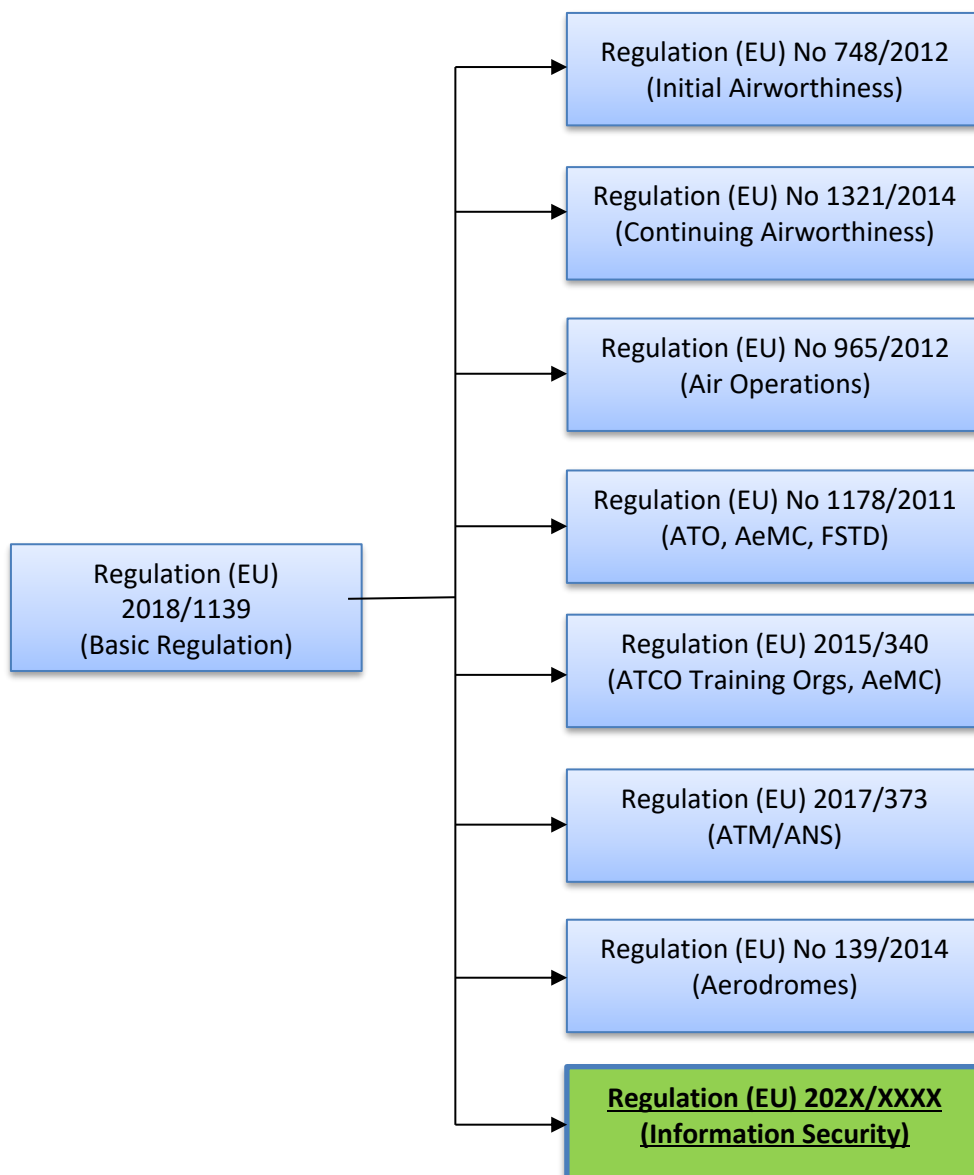 Regulation (EU) No 748/2012
(Initial Airworthiness)
Regulation (EU) No 1321/2014
(Continuing Airworthiness)
Regulation (EU) No 965/2012
(Air Operations)
Regulation (EU) No 1178/2011
(ATO, AeMC, FSTD)
Regulation (EU)
2018/1139
(Basic Regulation)
Regulation (EU) 2015/340
(ATCO Training Orgs, AeMC)
Regulation (EU) 2017/373
(ATM/ANS)
Regulation (EU) No 139/2014
(Aerodromes)
Regulation (EU) 202X/XXXX
(Information Security)